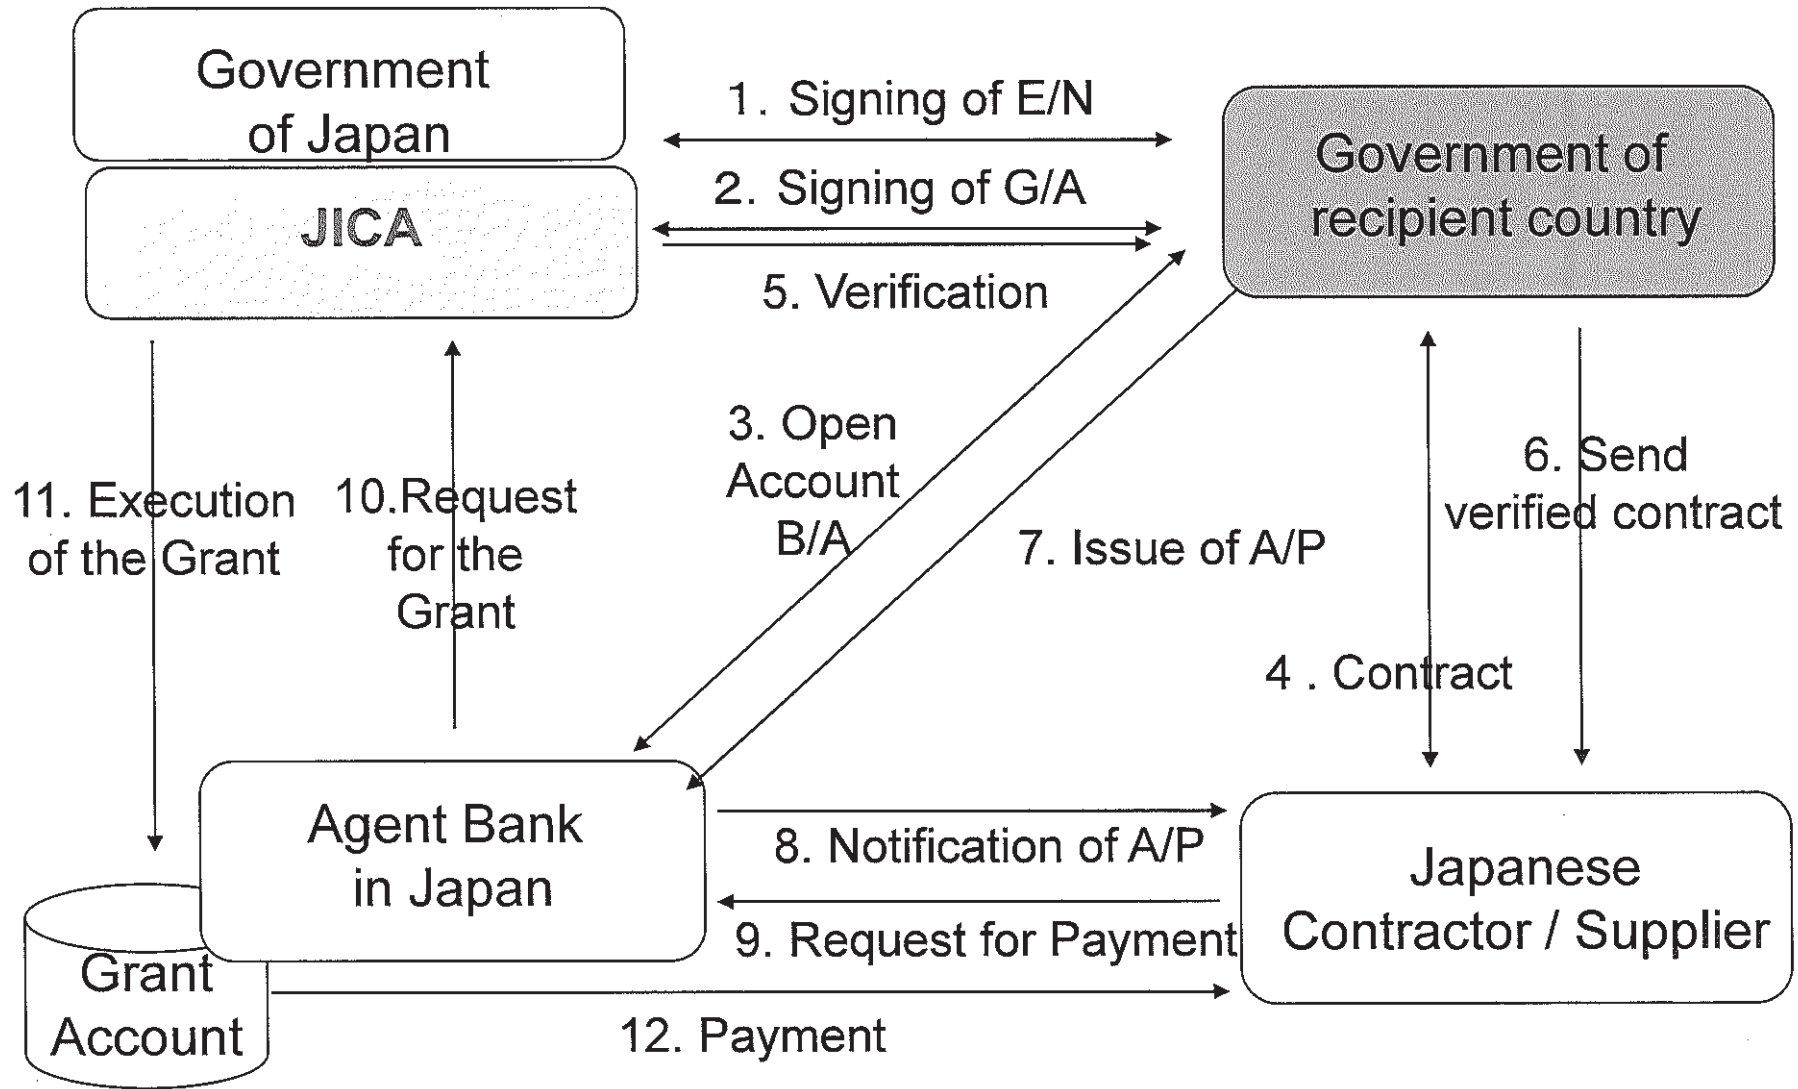 Government
of Japan
JICA
1. Signing of E/N
2. Signing of G/A
5. Verification
Government of
recipient country
3. Open
Account
B/A
7. Issue of A/P
6. Send
verified contract
4 . Contract
11. Execution
of the Grant
10.Request
for the
Grant
Agent Bank
in Japan
8. Notification of A/P
9. Request for Payment
Japanese
Contractor / Supplier
Grant
Account
12. Payment